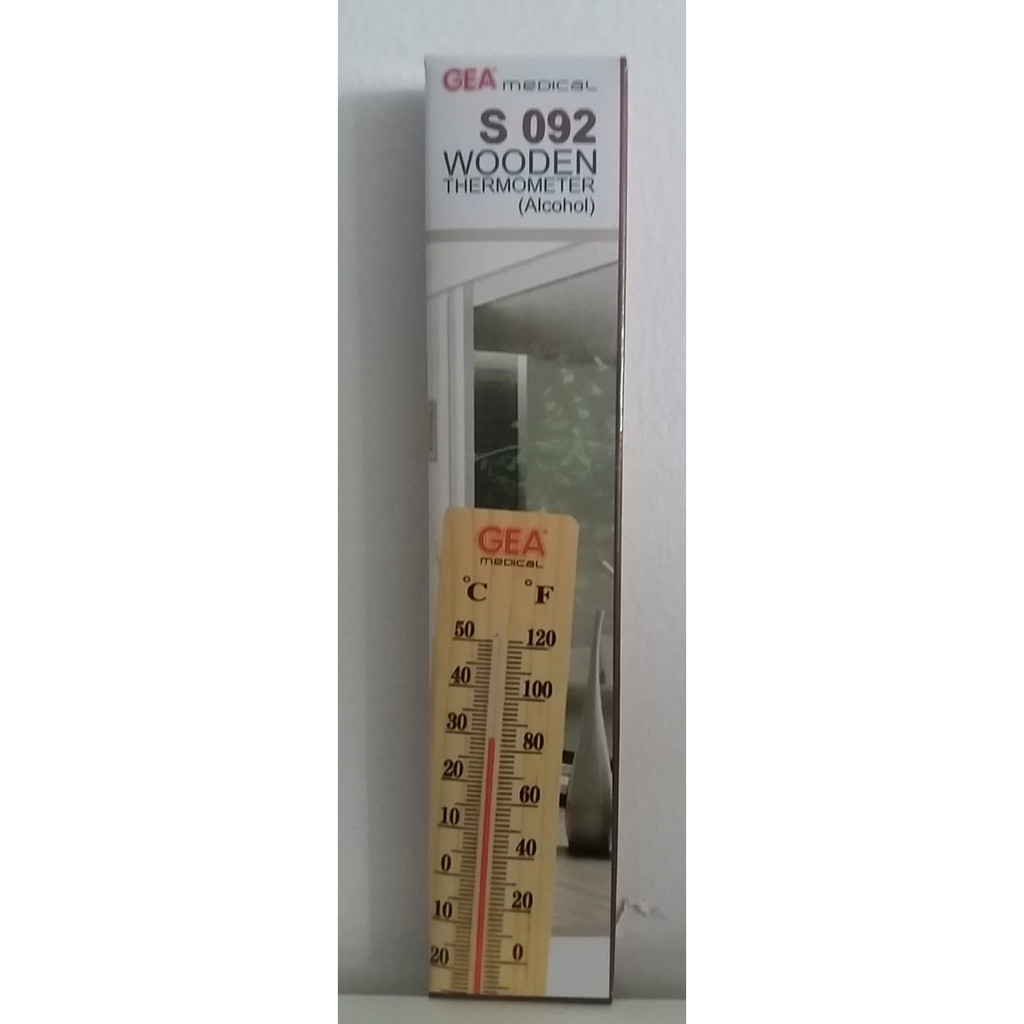 GEA medical
S 092
WOODEN
THERMOMETER
(Alcohol)
GEA
medical
°C °F
50 120
40 100
30 80
20 60
10 40
0 20
10 0
20